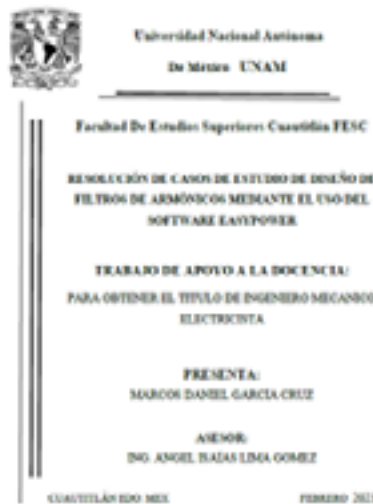 Universidad Nacional Autónoma
De México UNAM
Facultad De Estudios Superiores Cuautitlán FESC
RESOLUCIÓN DE CASOS DE ESTUDIO DE DISEÑO DE
FILTROS DE ARMÓNICOS MEDIANTE EL USO DEL
SOFTWARE EASYPOWER
TRABAJO DE APOYO A LA DOCENCIA:
PARA OBTENER EL TITULO DE INGENIERO MECANICO
ELECTRICISTA
PRESENTA:
MARCOS DANIEL GARCÍA CRUZ
ASESOR:
ING. ANGEL ISAIAS LIMA GOMEZ
CUAUTITLÁN EDO. MEX. FEBRERO